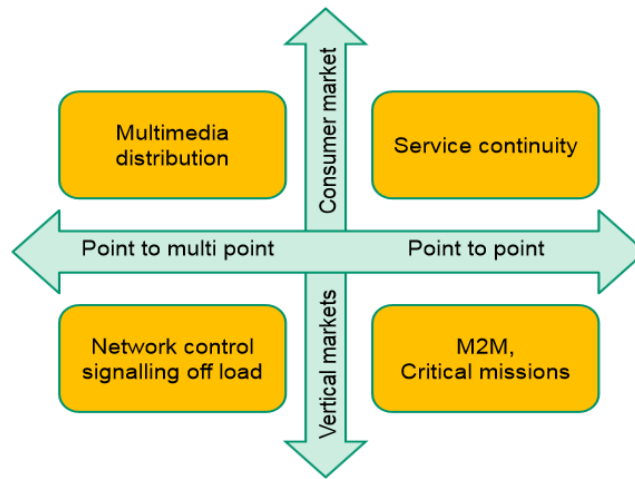 Consumer market
Multimedia
distribution
Service continuity
Point to multi point
Point to point
Network control
signalling off load
M2M,
Critical missions
Vertical markets